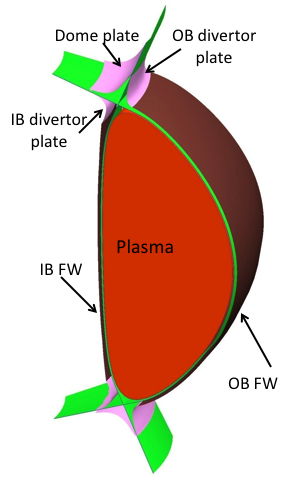 Dome plate
OB divertor
plate
IB divertor
plate
Plasma
IB FW
OB FW